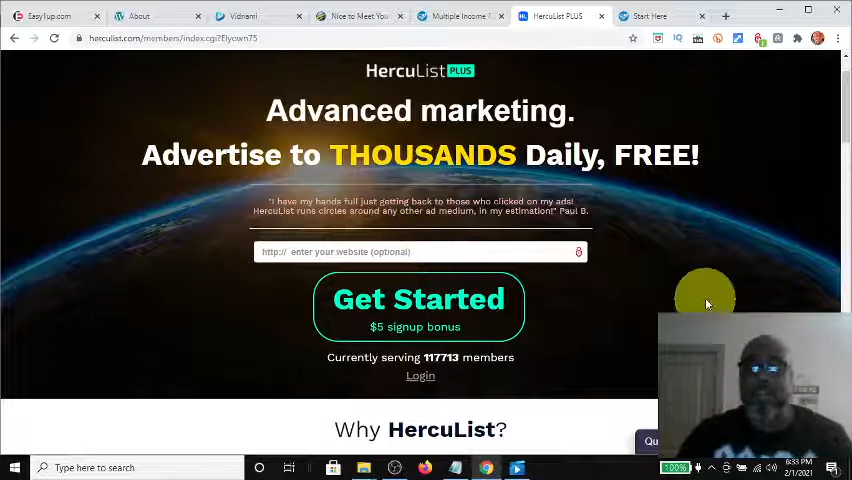 Easy1up.com
About
Vidnami
Nice to Meet You
Multiple Income T...
HercuList PLUS
Start Here
herculist.com/members/index.cgi?Elyown75
HercuList PLUS
Advanced marketing.
Advertise to THOUSANDS Daily, FREE!
"I have my hands full just getting back to those who clicked on my ads!
HercuList runs circles around any other ad medium, in my estimation!" Paul B.
http:// enter your website (optional)
Get Started
$5 signup bonus
Currently serving 117713 members
Login
Why HercuList?
Qu
Type here to search
100%
6:33 PM
2/1/2021